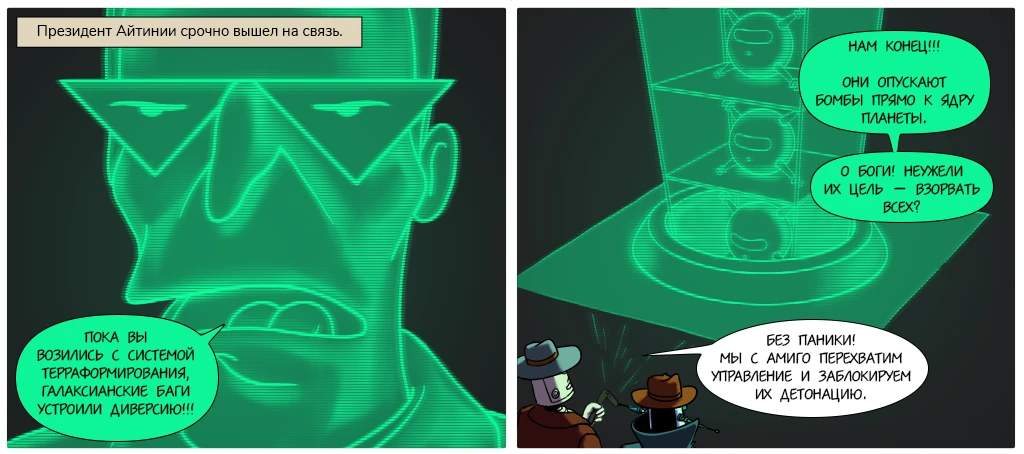 Президент Айтинии срочно вышел на связь.
ПОКА ВЫ
ВОЗИЛИСЬ С СИСТЕМОЙ
ТЕРРАФОРМИРОВАНИЯ,
ГАЛАКСИАНСКИЕ БАГИ
УСТРОИЛИ ДИВЕРСИЮ!!!
НАМ КОНЕЦ!!!
ОНИ ОПУСКАЮТ
БОМБЫ ПРЯМО К ЯДРУ
ПЛАНЕТЫ.
О БОГИ! НЕУЖЕЛИ
ИХ ЦЕЛЬ — ВЗОРВАТЬ
ВСЕХ?
БЕЗ ПАНИКИ!
МЫ С АМИГО ПЕРЕХВАТИМ
УПРАВЛЕНИЕ И ЗАБЛОКИРУЕМ
ИХ ДЕТОНАЦИЮ.